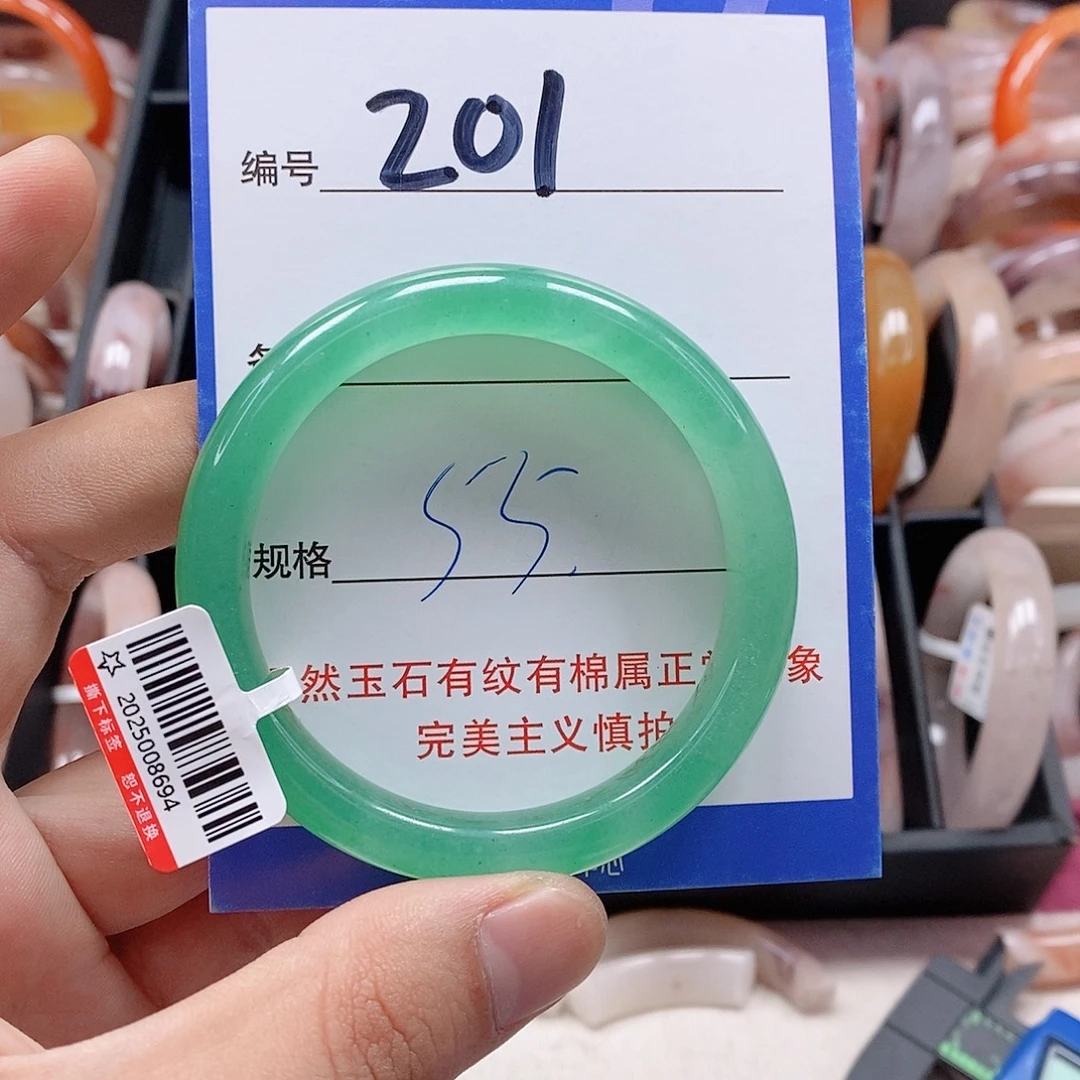 编号 201
规格 55.
然玉石有纹有棉属正 象
完美主义慎拍
2025008694
撕下标签 恕不退换